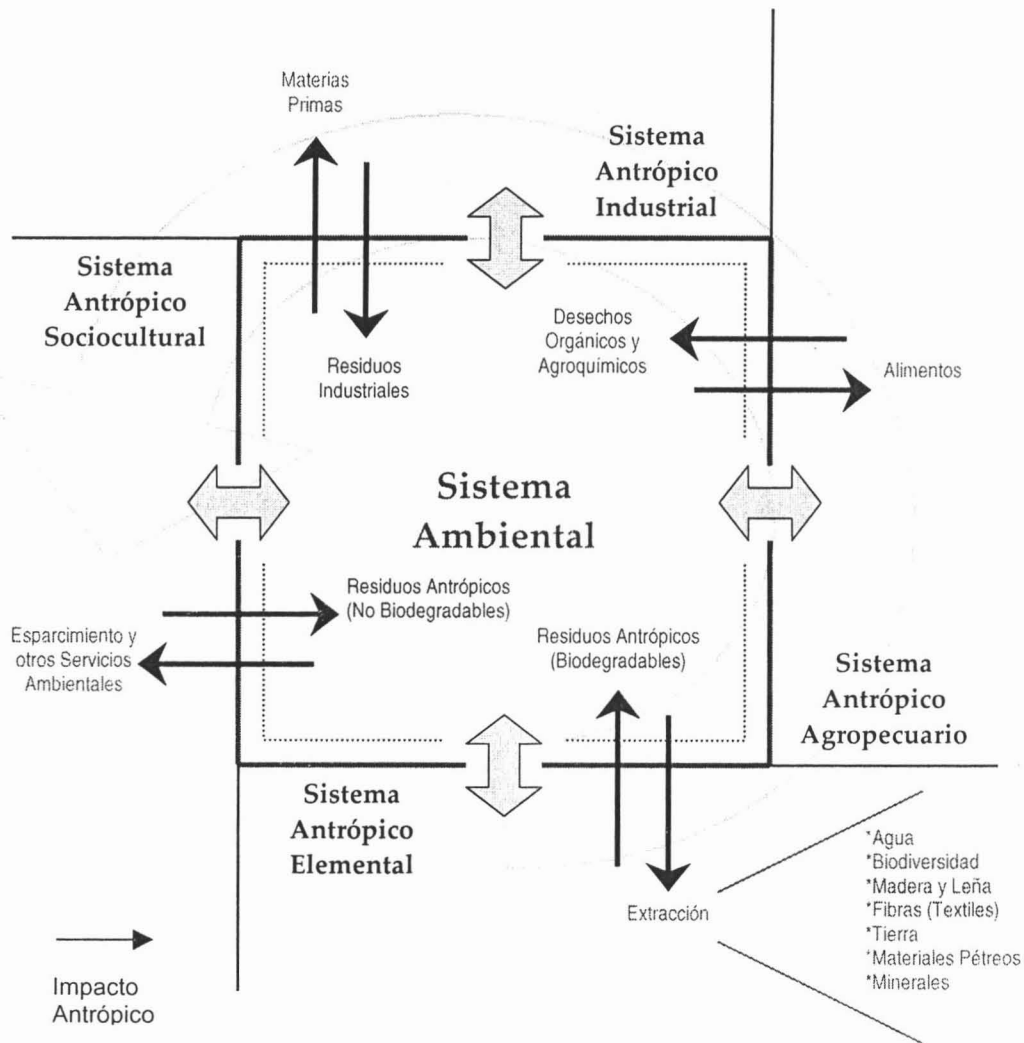 Materias
Primas
Sistema
Antrópico
Industrial
Sistema
Antrópico
Sociocultural
Residuos
Industriales
Desechos
Orgánicos y
Agroquímicos
Alimentos
Sistema
Ambiental
Residuos Antrópicos
(No Biodegradables)
Esparcimiento y
otros Servicios
Ambientales
Residuos Antrópicos
(Biodegradables)
Sistema
Antrópico
Agropecuario
Sistema
Antrópico
Elemental
Extracción
*Agua
*Biodiversidad
*Madera y Leña
*Fibras (Textiles)
*Tierra
*Materiales Pétreos
*Minerales
Impacto
Antrópico